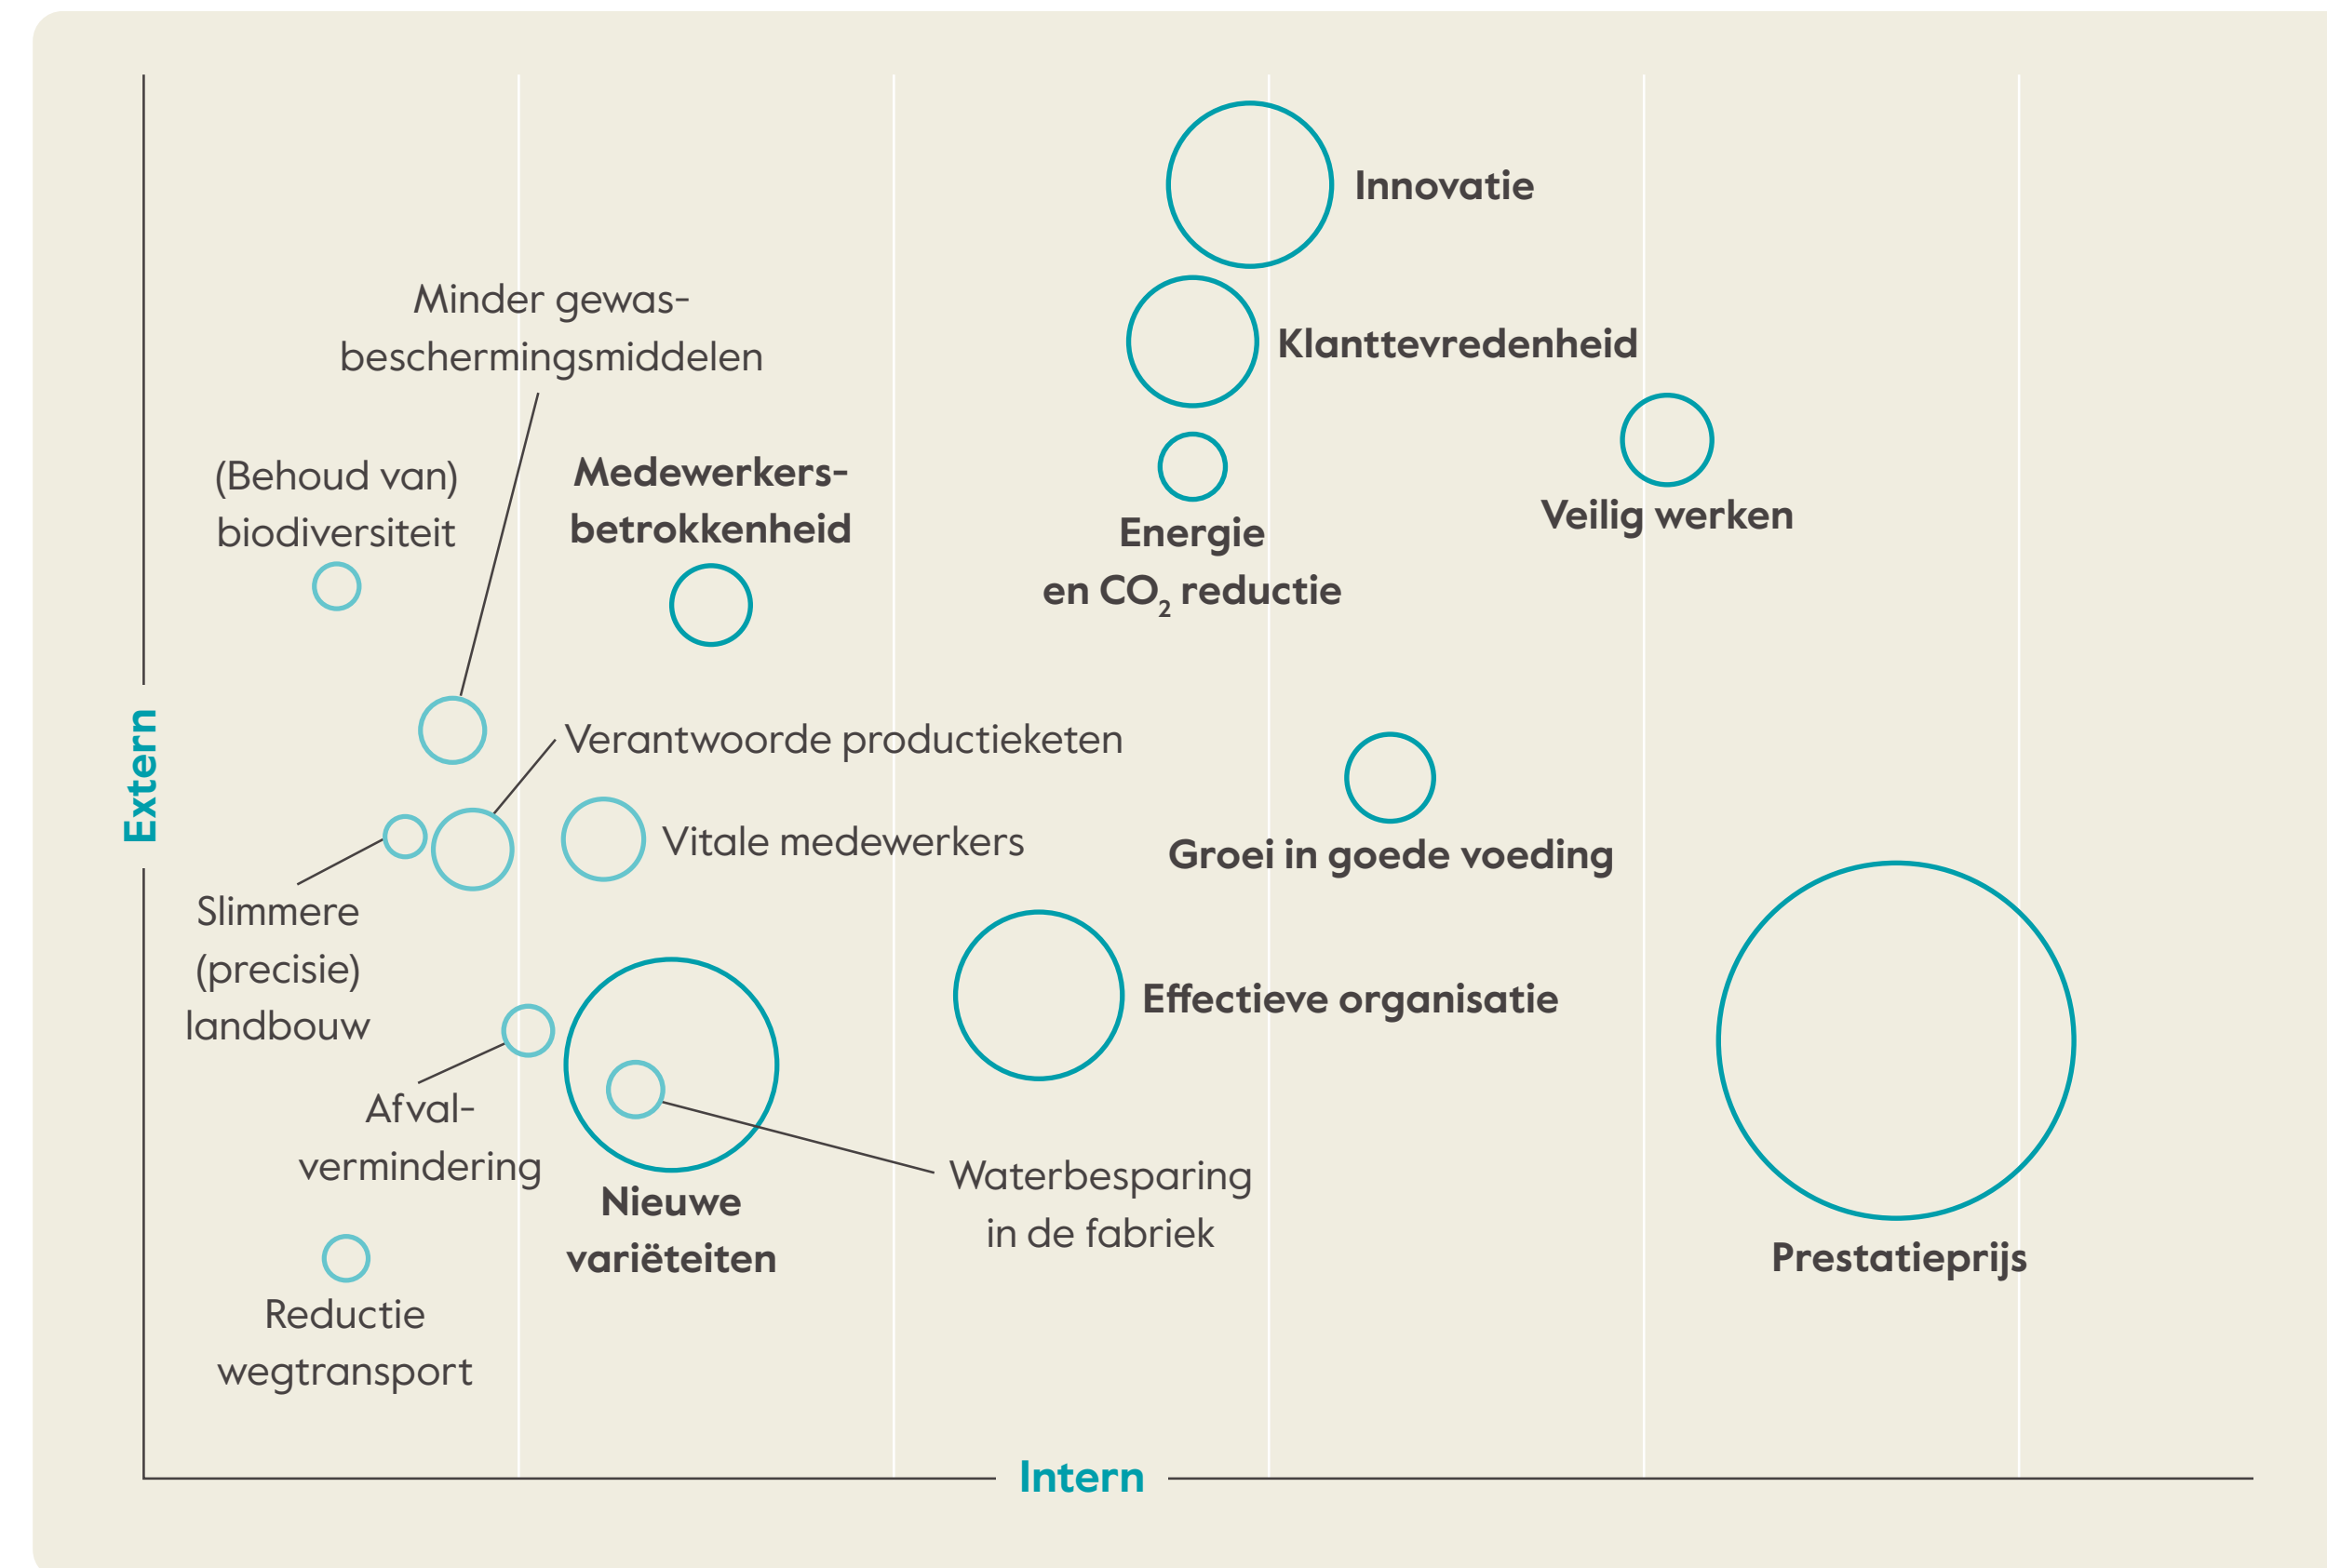 Innovatie
Minder gewas-
beschermingsmiddelen
Klanttevredenheid
(Behoud van)
biodiversiteit
Medewerkers-
betrokkenheid
Energie
en CO₂ reductie
Veilig werken
Extern
Verantwoorde productieketen
Vitale medewerkers
Groei in goede voeding
Slimmere
(precisie)
landbouw
Effectieve organisatie
Afval-
vermindering
Nieuwe
variëteiten
Waterbesparing
in de fabriek
Prestatieprijs
Reductie
wegtransport
Intern